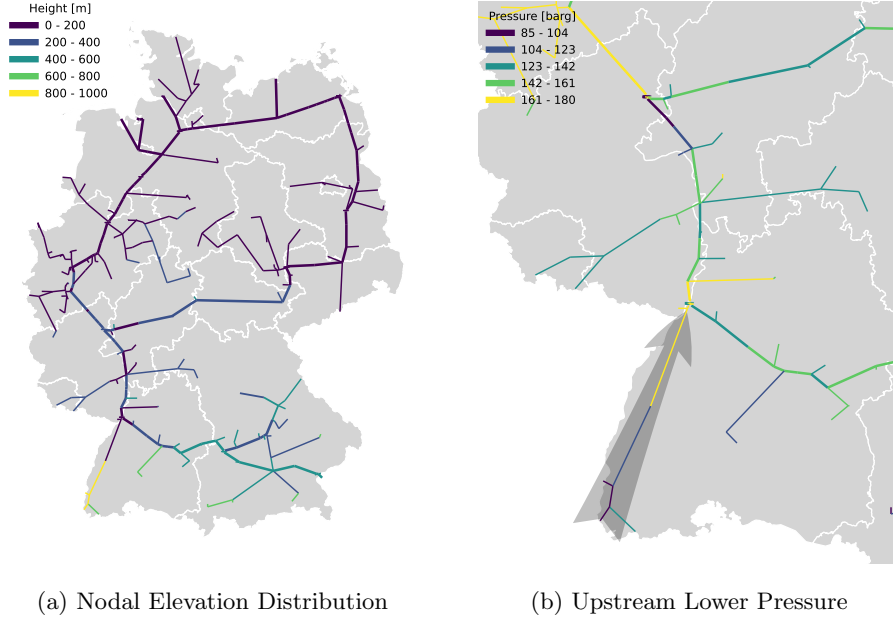 Height [m]
0 - 200
200 - 400
400 - 600
600 - 800
800 - 1000
Pressure [barg]
85 - 104
104 - 123
123 - 142
142 - 161
161 - 180
(a) Nodal Elevation Distribution
(b) Upstream Lower Pressure